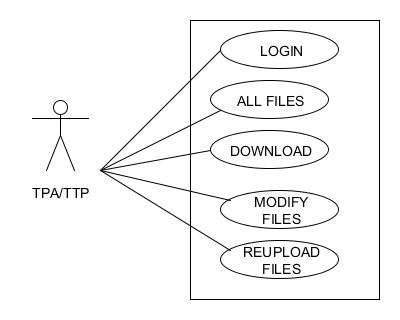 LOGIN
ALL FILES
DOWNLOAD
TPA/TTP
MODIFY
FILES
REUPLOAD
FILES